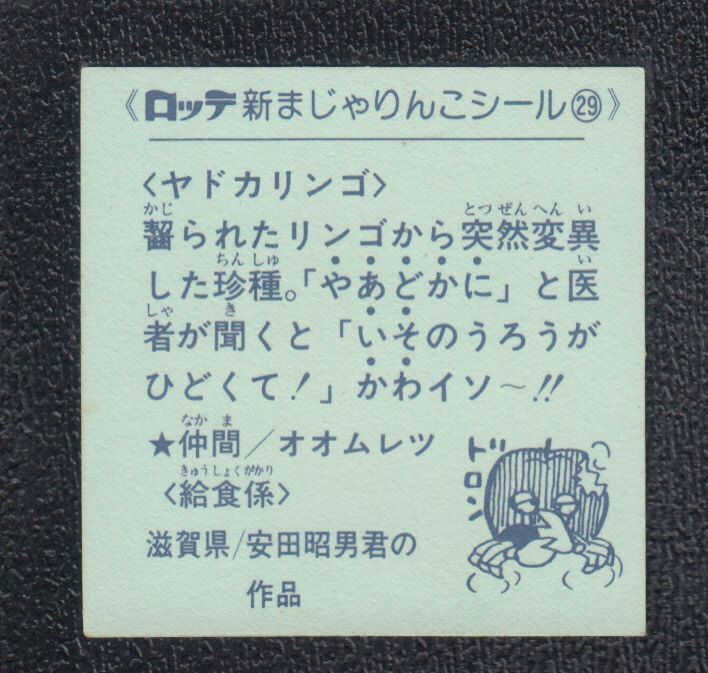 《ロッテ新まじゃりんこシール㉙》
〈ヤドカリンゴ〉
齧られたリンゴから突然変異
した珍種。「やあどかに」と医
者が聞くと「いそのうろうが
ひどくて！」かわイソ〜!!
★仲間／オオムレツ
〈給食係〉
滋賀県／安田昭男君の
作品
ドロン